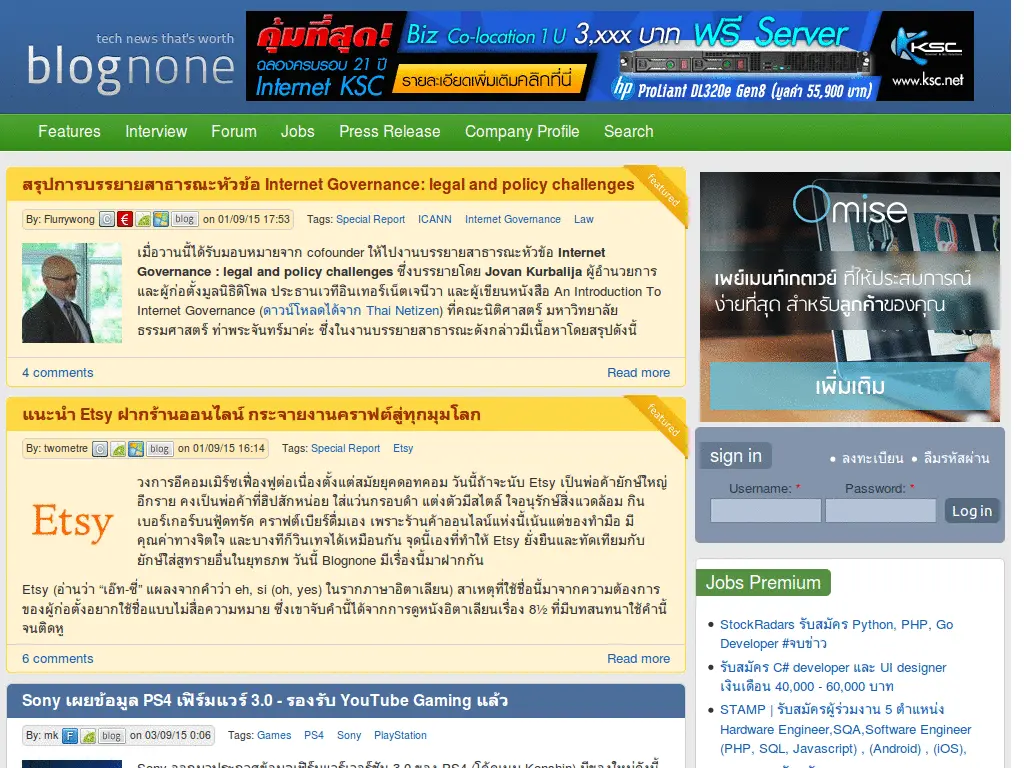 tech news that's worth
blognone
คุ้มที่สุด! Biz Co-location 1 U 3,xxx บาท ฟรี Server
ฉลองครบรอบ 21 ปี
Internet KSC
รายละเอียดเพิ่มเติมคลิกที่นี่
hp ProLiant DL320e Gen8 (มูลค่า 55,900 บาท)
KSC
www.ksc.net
Features Interview Forum Jobs Press Release Company Profile Search
สรุปการบรรยายสาธารณะหัวข้อ Internet Governance: legal and policy challenges
featured
By: Flurrywong blog on 01/09/15 17:53 Tags: Special Report ICANN Internet Governance Law
เมื่อวานนี้ได้รับมอบหมายจาก cofounder ให้ไปงานบรรยายสาธารณะหัวข้อ Internet
Governance : legal and policy challenges ซึ่งบรรยายโดย Jovan Kurbalija ผู้อำนวยการ
และผู้ก่อตั้งมูลนิธิดิโพล ประธานเวทีอินเทอร์เน็ตเจนีวา และผู้เขียนหนังสือ An Introduction To
Internet Governance (ดาวน์โหลดได้จาก Thai Netizen) ที่คณะนิติศาสตร์ มหาวิทยาลัย
ธรรมศาสตร์ ท่าพระจันทร์มาค่ะ ซึ่งในงานบรรยายสาธารณะดังกล่าวมีเนื้อหาโดยสรุปดังนี้
4 comments Read more
แนะนำ Etsy ฝากร้านออนไลน์ กระจายงานคราฟต์สู่ทุกมุมโลก
featured
By: twometre blog on 01/09/15 16:14 Tags: Special Report Etsy
Etsy
วงการอีคอมเมิร์ซเฟื่องฟูต่อเนื่องตั้งแต่สมัยยุคดอทคอม วันนี้ถ้าจะนับ Etsy เป็นพ่อค้ายักษ์ใหญ่
อีกราย คงเป็นพ่อค้าที่ฮิปสักหน่อย ใส่แว่นกรอบดำ แต่งตัวมีสไตล์ ใจอนุรักษ์สิ่งแวดล้อม กิน
เบอร์เกอร์บนฟู้ดทรัค คราฟต์เบียร์ดื่มเอง เพราะร้านค้าออนไลน์แห่งนี้เน้นแต่ของทำมือ มี
คุณค่าทางจิตใจ และบางทีก็วินเทจได้เหมือนกัน จุดนี้เองที่ทำให้ Etsy ยั่งยืนและทัดเทียมกับ
ยักษ์ใส่สูทรายอื่นในยุทธภพ วันนี้ Blognone มีเรื่องนี้มาฝากกัน
Etsy (อ่านว่า “เอ๊ท-ซี่” แผลงจากคำว่า eh, si (oh, yes) ในรากภาษาอิตาเลียน) สาเหตุที่ใช้ชื่อนี้มาจากความต้องการ
ของผู้ก่อตั้งอยากใช้ชื่อแบบไม่สื่อความหมาย ซึ่งเขาจับคำนี้ได้จากการดูหนังอิตาเลียนเรื่อง 8½ ที่มีบทสนทนาใช้คำนี้
จนติดหู
6 comments Read more
Sony เผยข้อมูล PS4 เฟิร์มแวร์ 3.0 - รองรับ YouTube Gaming แล้ว
By: mk blog on 03/09/15 0:06 Tags: Games PS4 Sony PlayStation
Omise
เพย์เมนท์เกตเวย์ ที่ให้ประสบการณ์
ง่ายที่สุด สำหรับลูกค้าของคุณ
เพิ่มเติม
sign in
• ลงทะเบียน • ลืมรหัสผ่าน
Username: * Password: *
Log in
Jobs Premium
• StockRadars รับสมัคร Python, PHP, Go
Developer #จบข่าว
• รับสมัคร C# developer และ UI designer
เงินเดือน 40,000 - 60,000 บาท
• STAMP | รับสมัครผู้ร่วมงาน 5 ตำแหน่ง
Hardware Engineer,SQA,Software Engineer
(PHP, SQL, Javascript) , (Android) , (iOS),